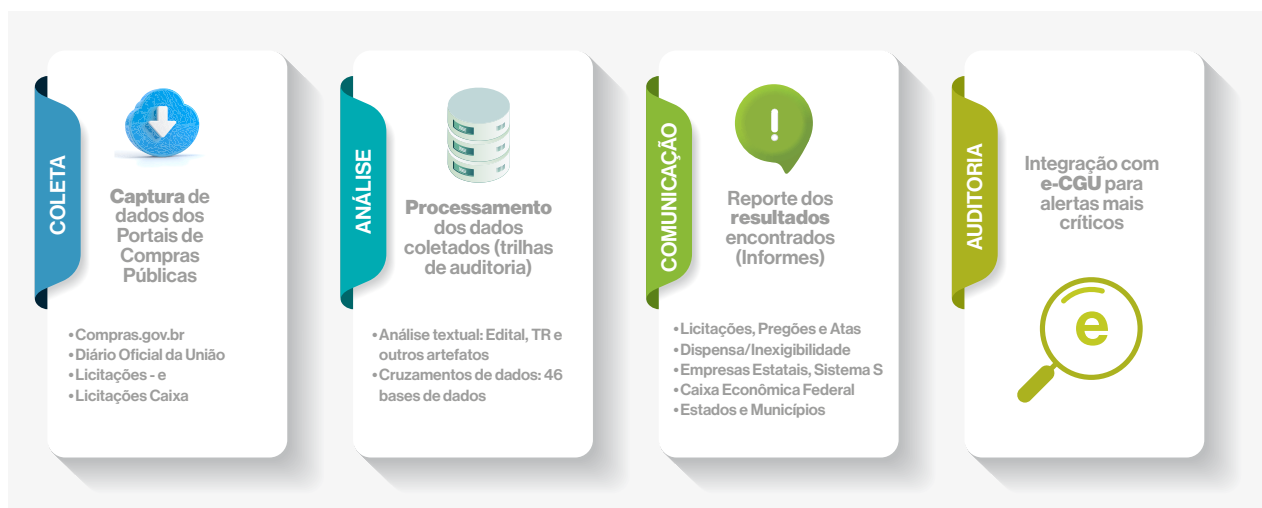 COLETA
Captura de
dados dos
Portais de
Compras
Públicas
•Compras.gov.br
•Diário Oficial da União
•Licitações - e
•Licitações Caixa
ANÁLISE
Processamento
dos dados
coletados (trilhas
de auditoria)
•Análise textual: Edital, TR e
outros artefatos
•Cruzamentos de dados: 46
bases de dados
COMUNICAÇÃO
!
Reporte dos
resultados
encontrados
(Informes)
•Licitações, Pregões e Atas
•Dispensa/Inexigibilidade
•Empresas Estatais, Sistema S
•Caixa Econômica Federal
•Estados e Municípios
AUDITORIA
Integração com
e-CGU para
alertas mais
críticos
e